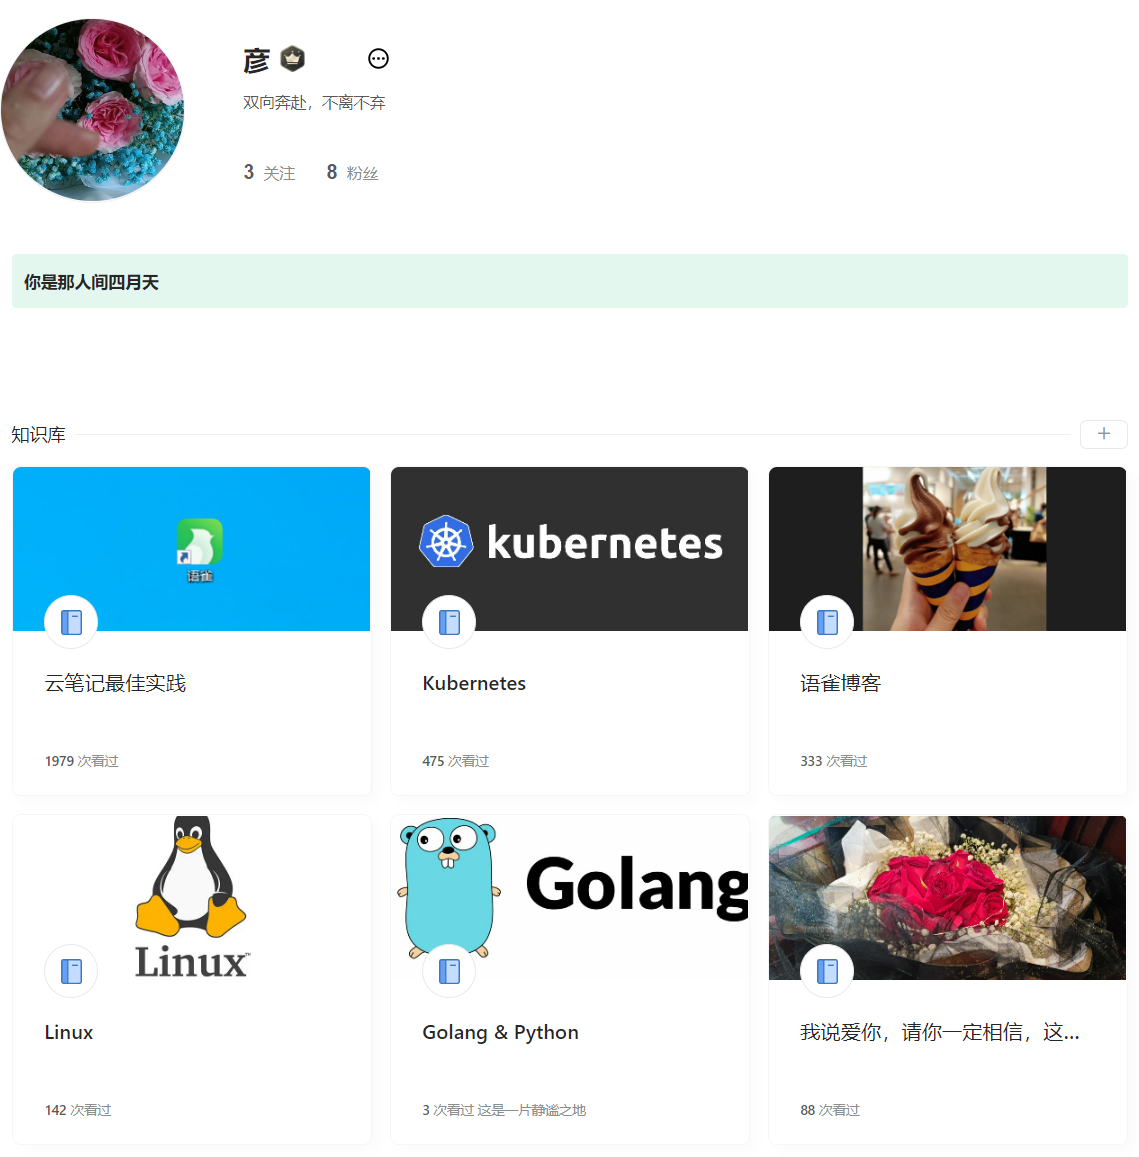 彦
双向奔赴，不离不弃
3 关注 8 粉丝
你是那人间四月天
知识库
语雀
kubernetes
云笔记最佳实践
Kubernetes
语雀博客
1979 次看过
475 次看过
333 次看过
Linux™
Golang
Linux
Golang & Python
我说爱你，请你一定相信，这...
142 次看过
3 次看过 这是一片静谧之地
88 次看过